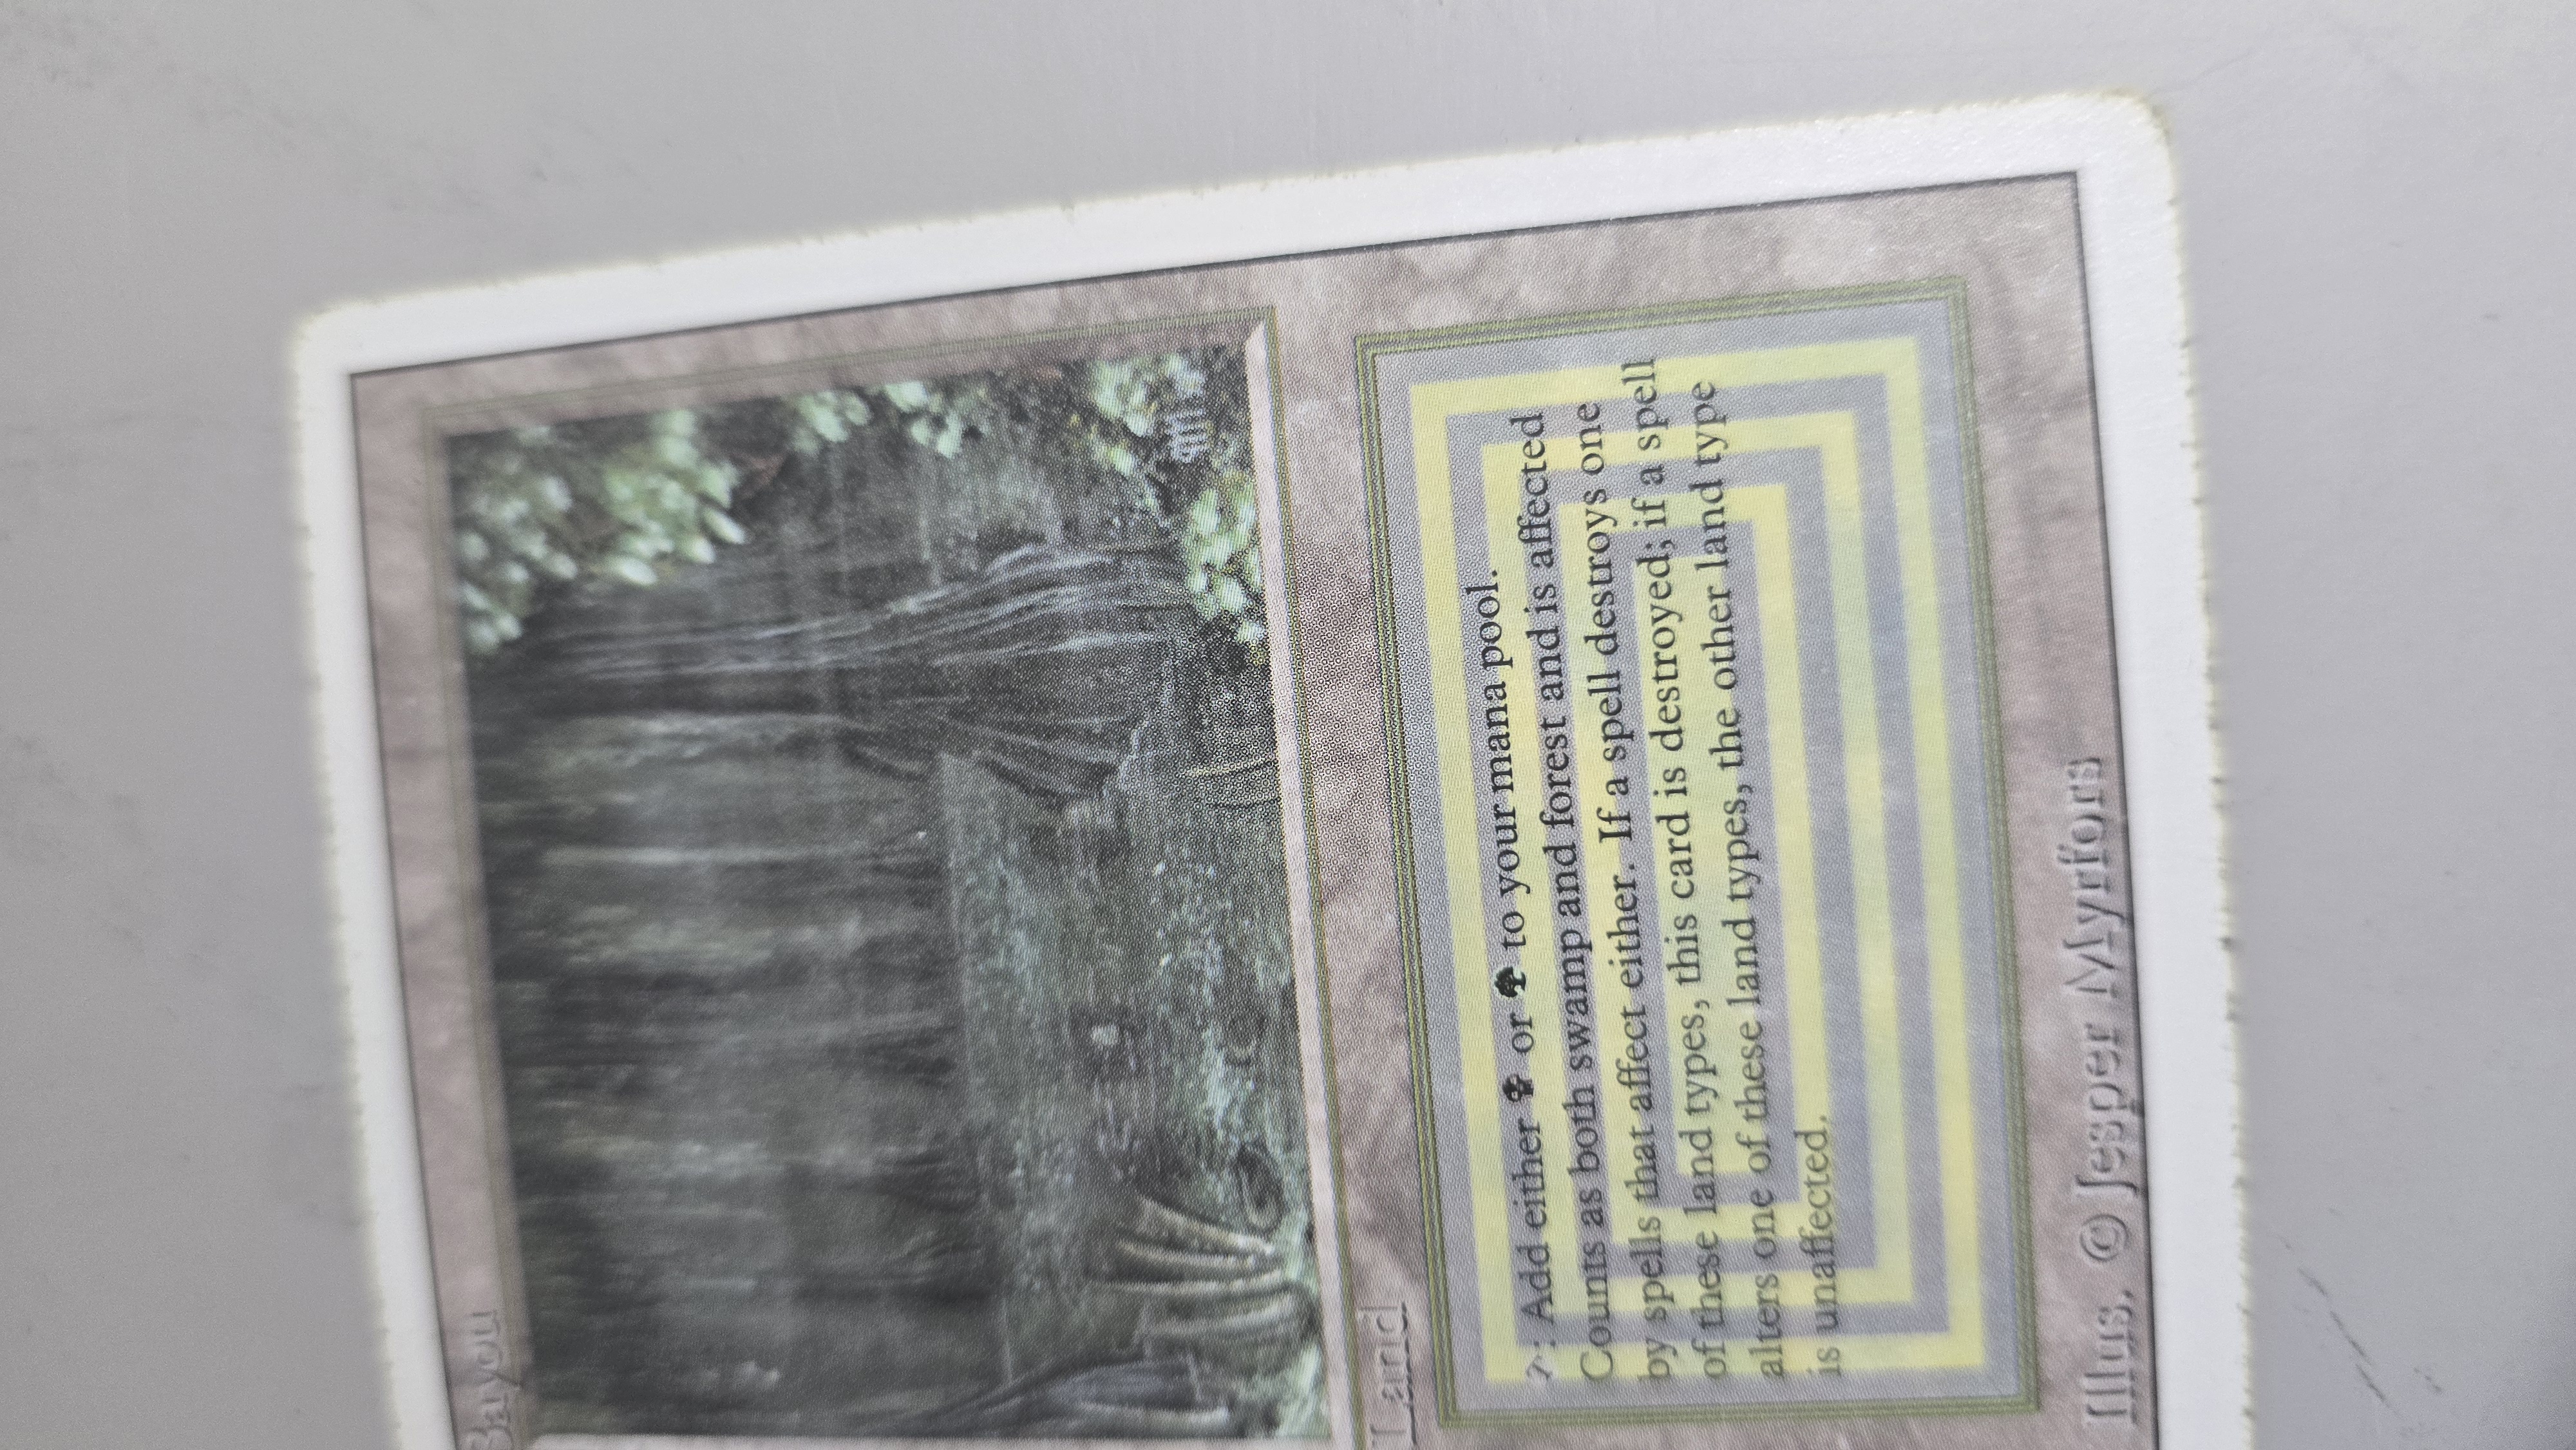 Bayou
Land
: Add either or to your mana pool.
Counts as both swamp and forest and is affected
by spells that affect either. If a spell destroys one
of these land types, this card is destroyed; if a spell
alters one of these land types, the other land type
is unaffected.
Illus. © Jesper Myrfors